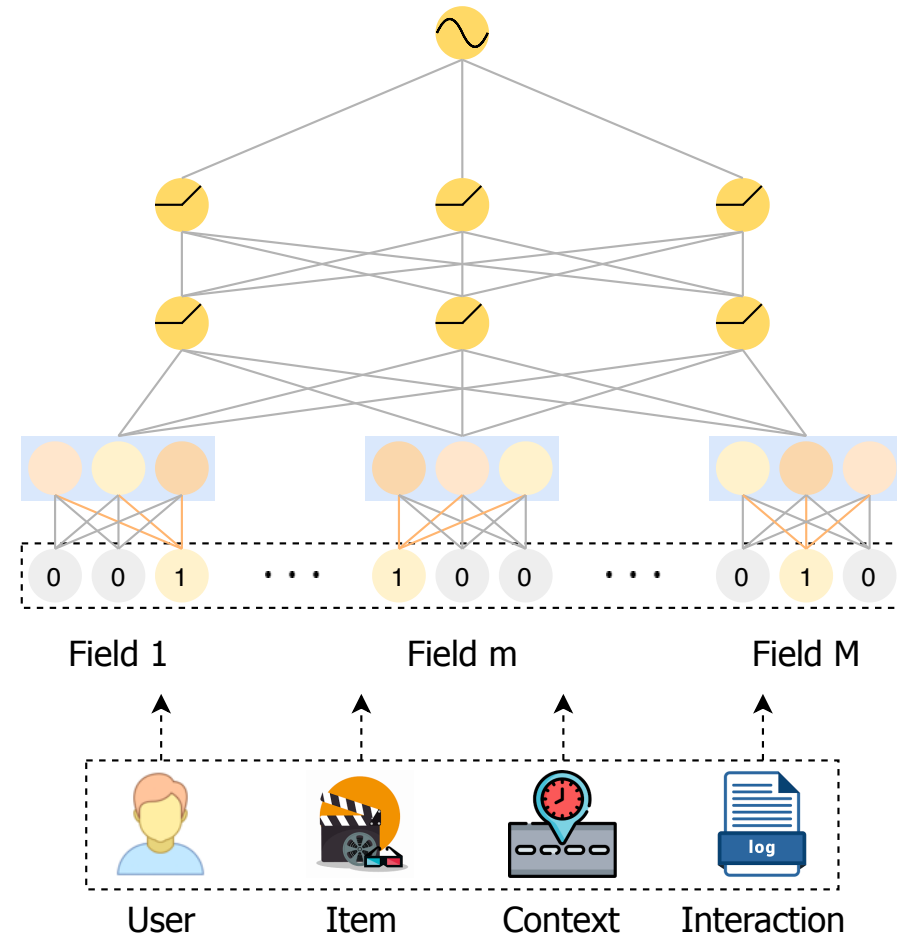 0 0 1 · · · 1 0 0 · · · 0 1 0
Field 1 Field m Field M
log
User Item Context Interaction